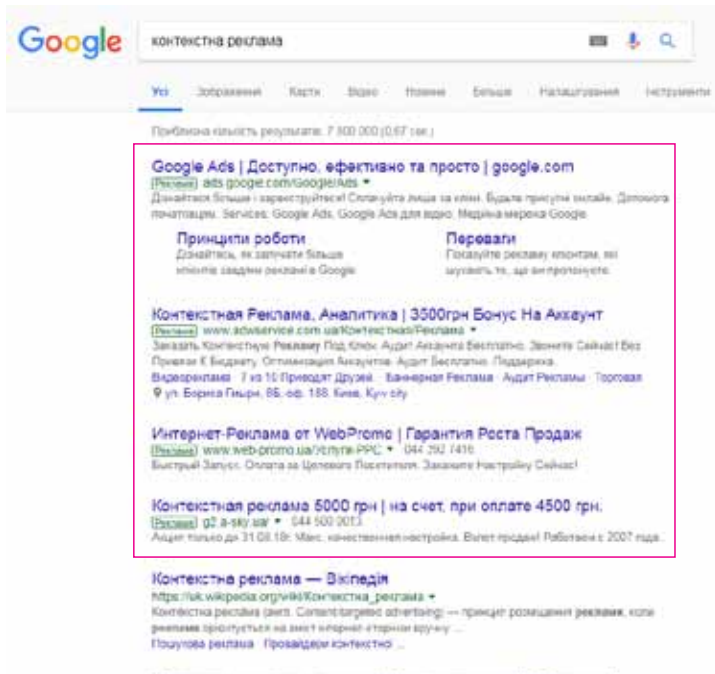 Google контекстна реклама
Усі Зображення Карти Відео Новини Більше Налаштування Інструменти
Приблизна кількість результатів: 7 800 000 (0,67 сек.)
Google Ads | Доступно, ефективно та просто | google.com
Реклама ads.google.com/Google/Ads
Дізнайтеся більше і зареєструйтеся! Сплачуйте лише за кліки. Будьте присутні онлайн. Допомога
початківцям. Services: Google Ads, Google Ads для відео, Медійна мережа Google.
Принципи роботи Переваги
Дізнайтесь, як залучати більше Показуйте рекламу клієнтам, які
клієнтів завдяки рекламі в Google шукають те, що ви пропонуєте.
Контекстная Реклама, Аналитика | 3500грн Бонус На Аккаунт
Реклама www.adwservice.com.ua/Контекстная/Реклама
Заказать Контекстную Рекламу Под Ключ. Аудит Аккаунта Бесплатно. Звоните Сейчас! Без
Привязки К Бюджету. Оптимизация Аккаунтов. Аудит Бесплатно. Поддержка.
Видеореклама · 7 из 10 Приводят Друзей · Баннерная Реклама · Аудит Рекламы · Торговая
ул. Бориса Гмыри, 8Б, оф. 188, Киев, Kyiv city
Интернет-Реклама от WebPromo | Гарантия Роста Продаж
Реклама www.web-promo.ua/Услуги-PPC 044 392 7416
Быстрый Запуск. Оплата за Целевого Посетителя. Закажите Настройку Сейчас!
Контекстная реклама 5000 грн | на счет, при оплате 4500 грн.
Реклама g2.a-sky.ua/ 044 500 0013
Акция только до 31.08.18г. Макс. качественная настройка. Взлет продаж! Работаем с 2007 года.
Контекстна реклама — Вікіпедія
https://uk.wikipedia.org/wiki/Контекстна_реклама
Контекстна реклама (англ. Content-targeted advertising) — принцип розміщення реклами, коли
реклама орієнтується на зміст інтернет-сторінки вручну ...
Пошукова реклама · Провайдери контекстно ...